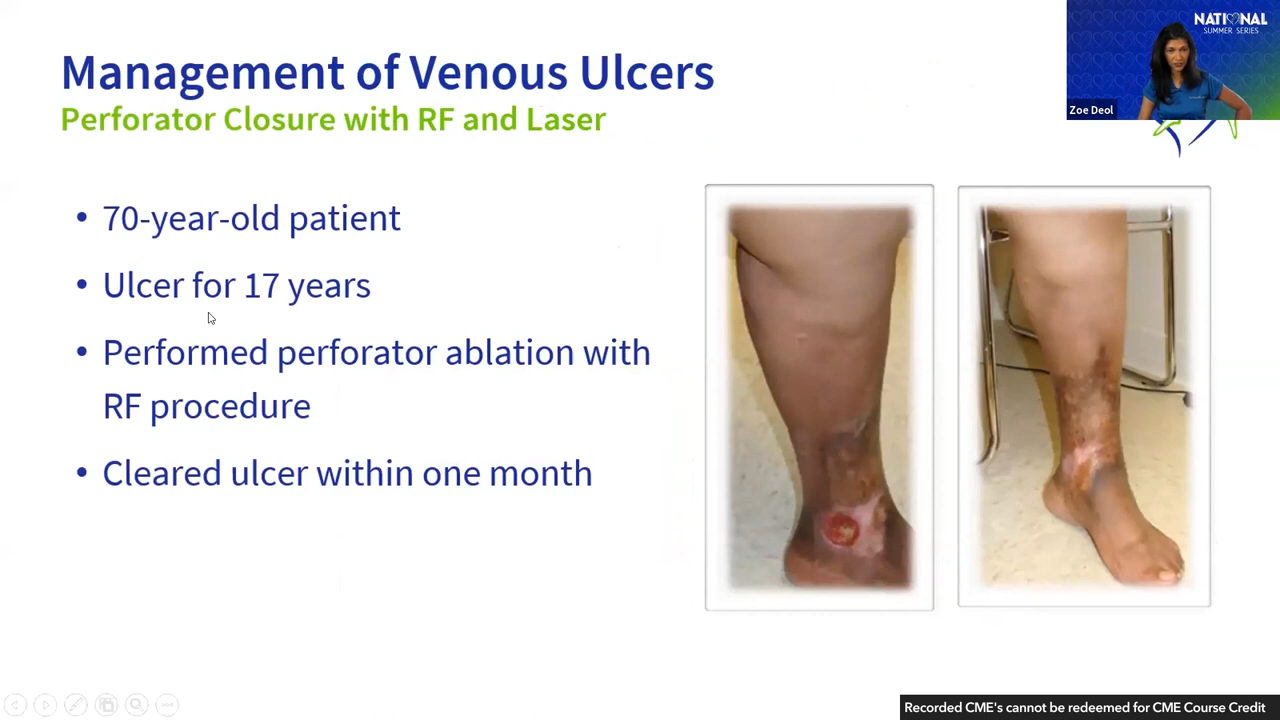 Management of Venous Ulcers
Perforator Closure with RF and Laser
NATIONAL
SUMMER SERIES
Zoe Deol
• 70-year-old patient
• Ulcer for 17 years
• Performed perforator ablation with
RF procedure
• Cleared ulcer within one month
Recorded CME's cannot be redeemed for CME Course Credit